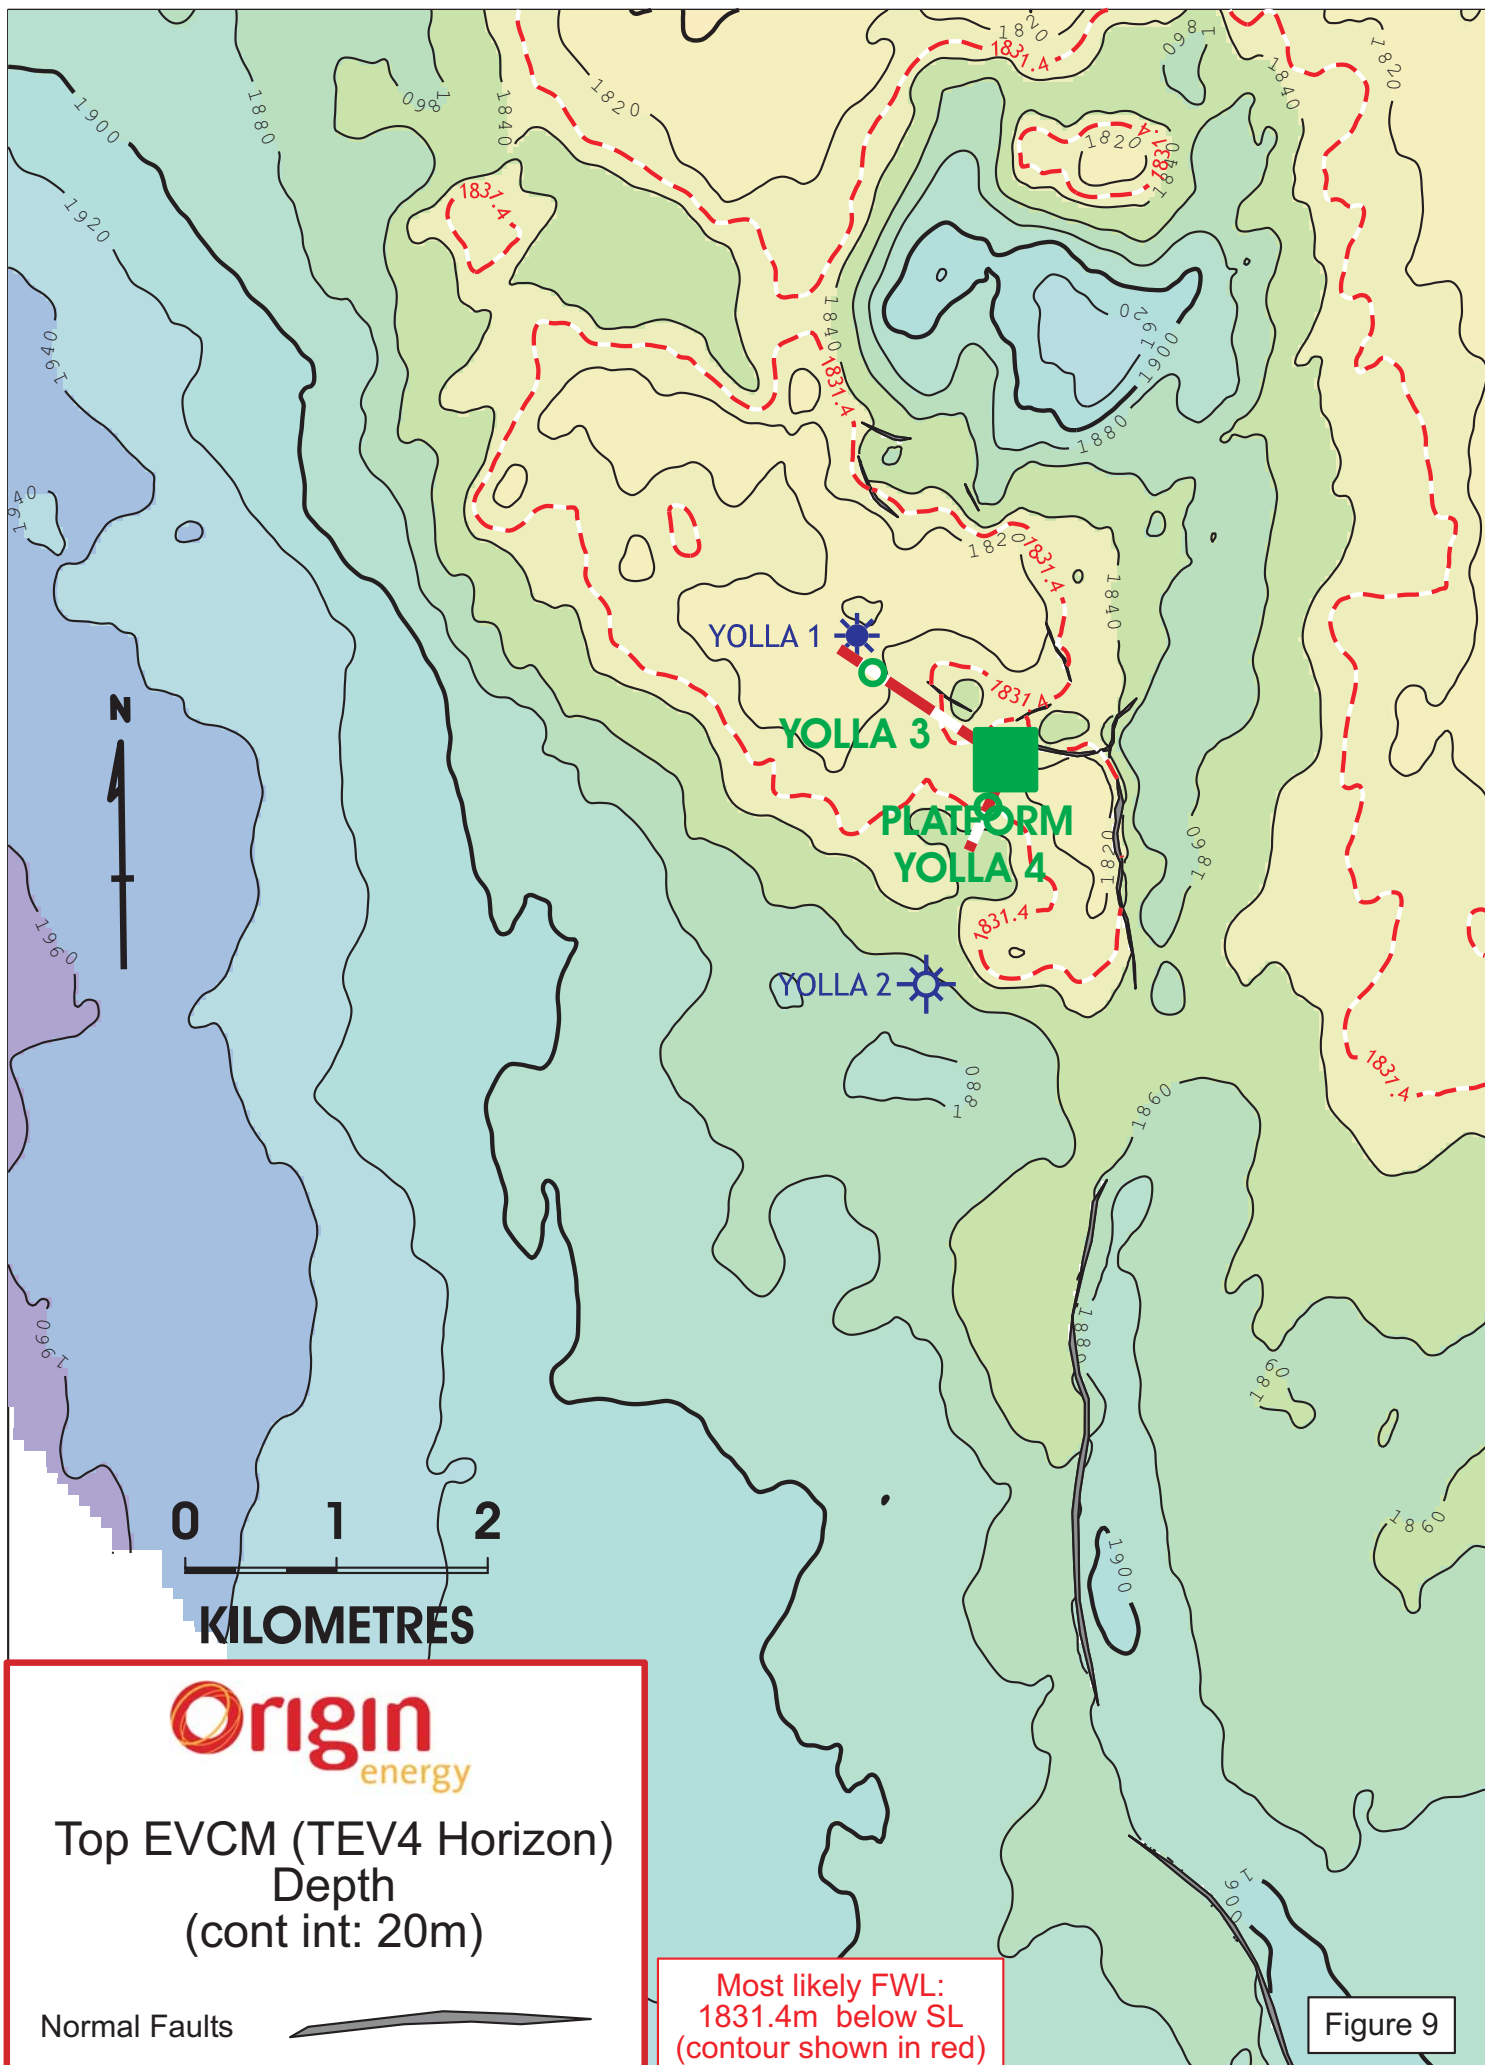 1820
1831.4
1860
1820
1840
1820
1860
1880
1840
1900
1831.4
1820
1840
1831.4
1920
1840
1920
1900
1940
1831.4
1880
1940
1820
1831.4
1840
YOLLA 1
1831.4
N
YOLLA 3
PLATFORM
YOLLA 4
1820
1860
1831.4
1960
YOLLA 2
1831.4
1880
1860
1880
1960
1860
1860
1900
0 1 2
KILOMETRES
Origin
energy
Top EVCM (TEV4 Horizon)
Depth
(cont int: 20m)
Normal Faults
1900
Most likely FWL:
1831.4m below SL
(contour shown in red)
Figure 9